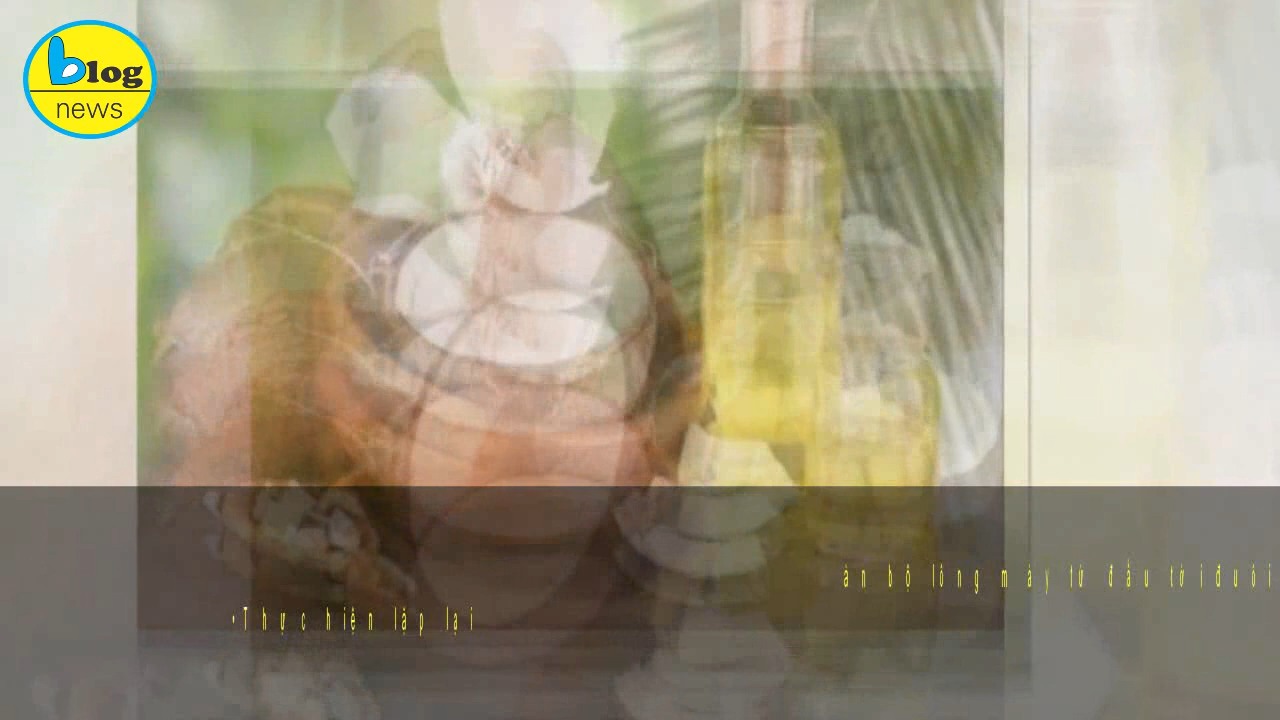 blog
news
àn bộ lông mày từ đầu tới đuôi
•Thực hiện lặp lại